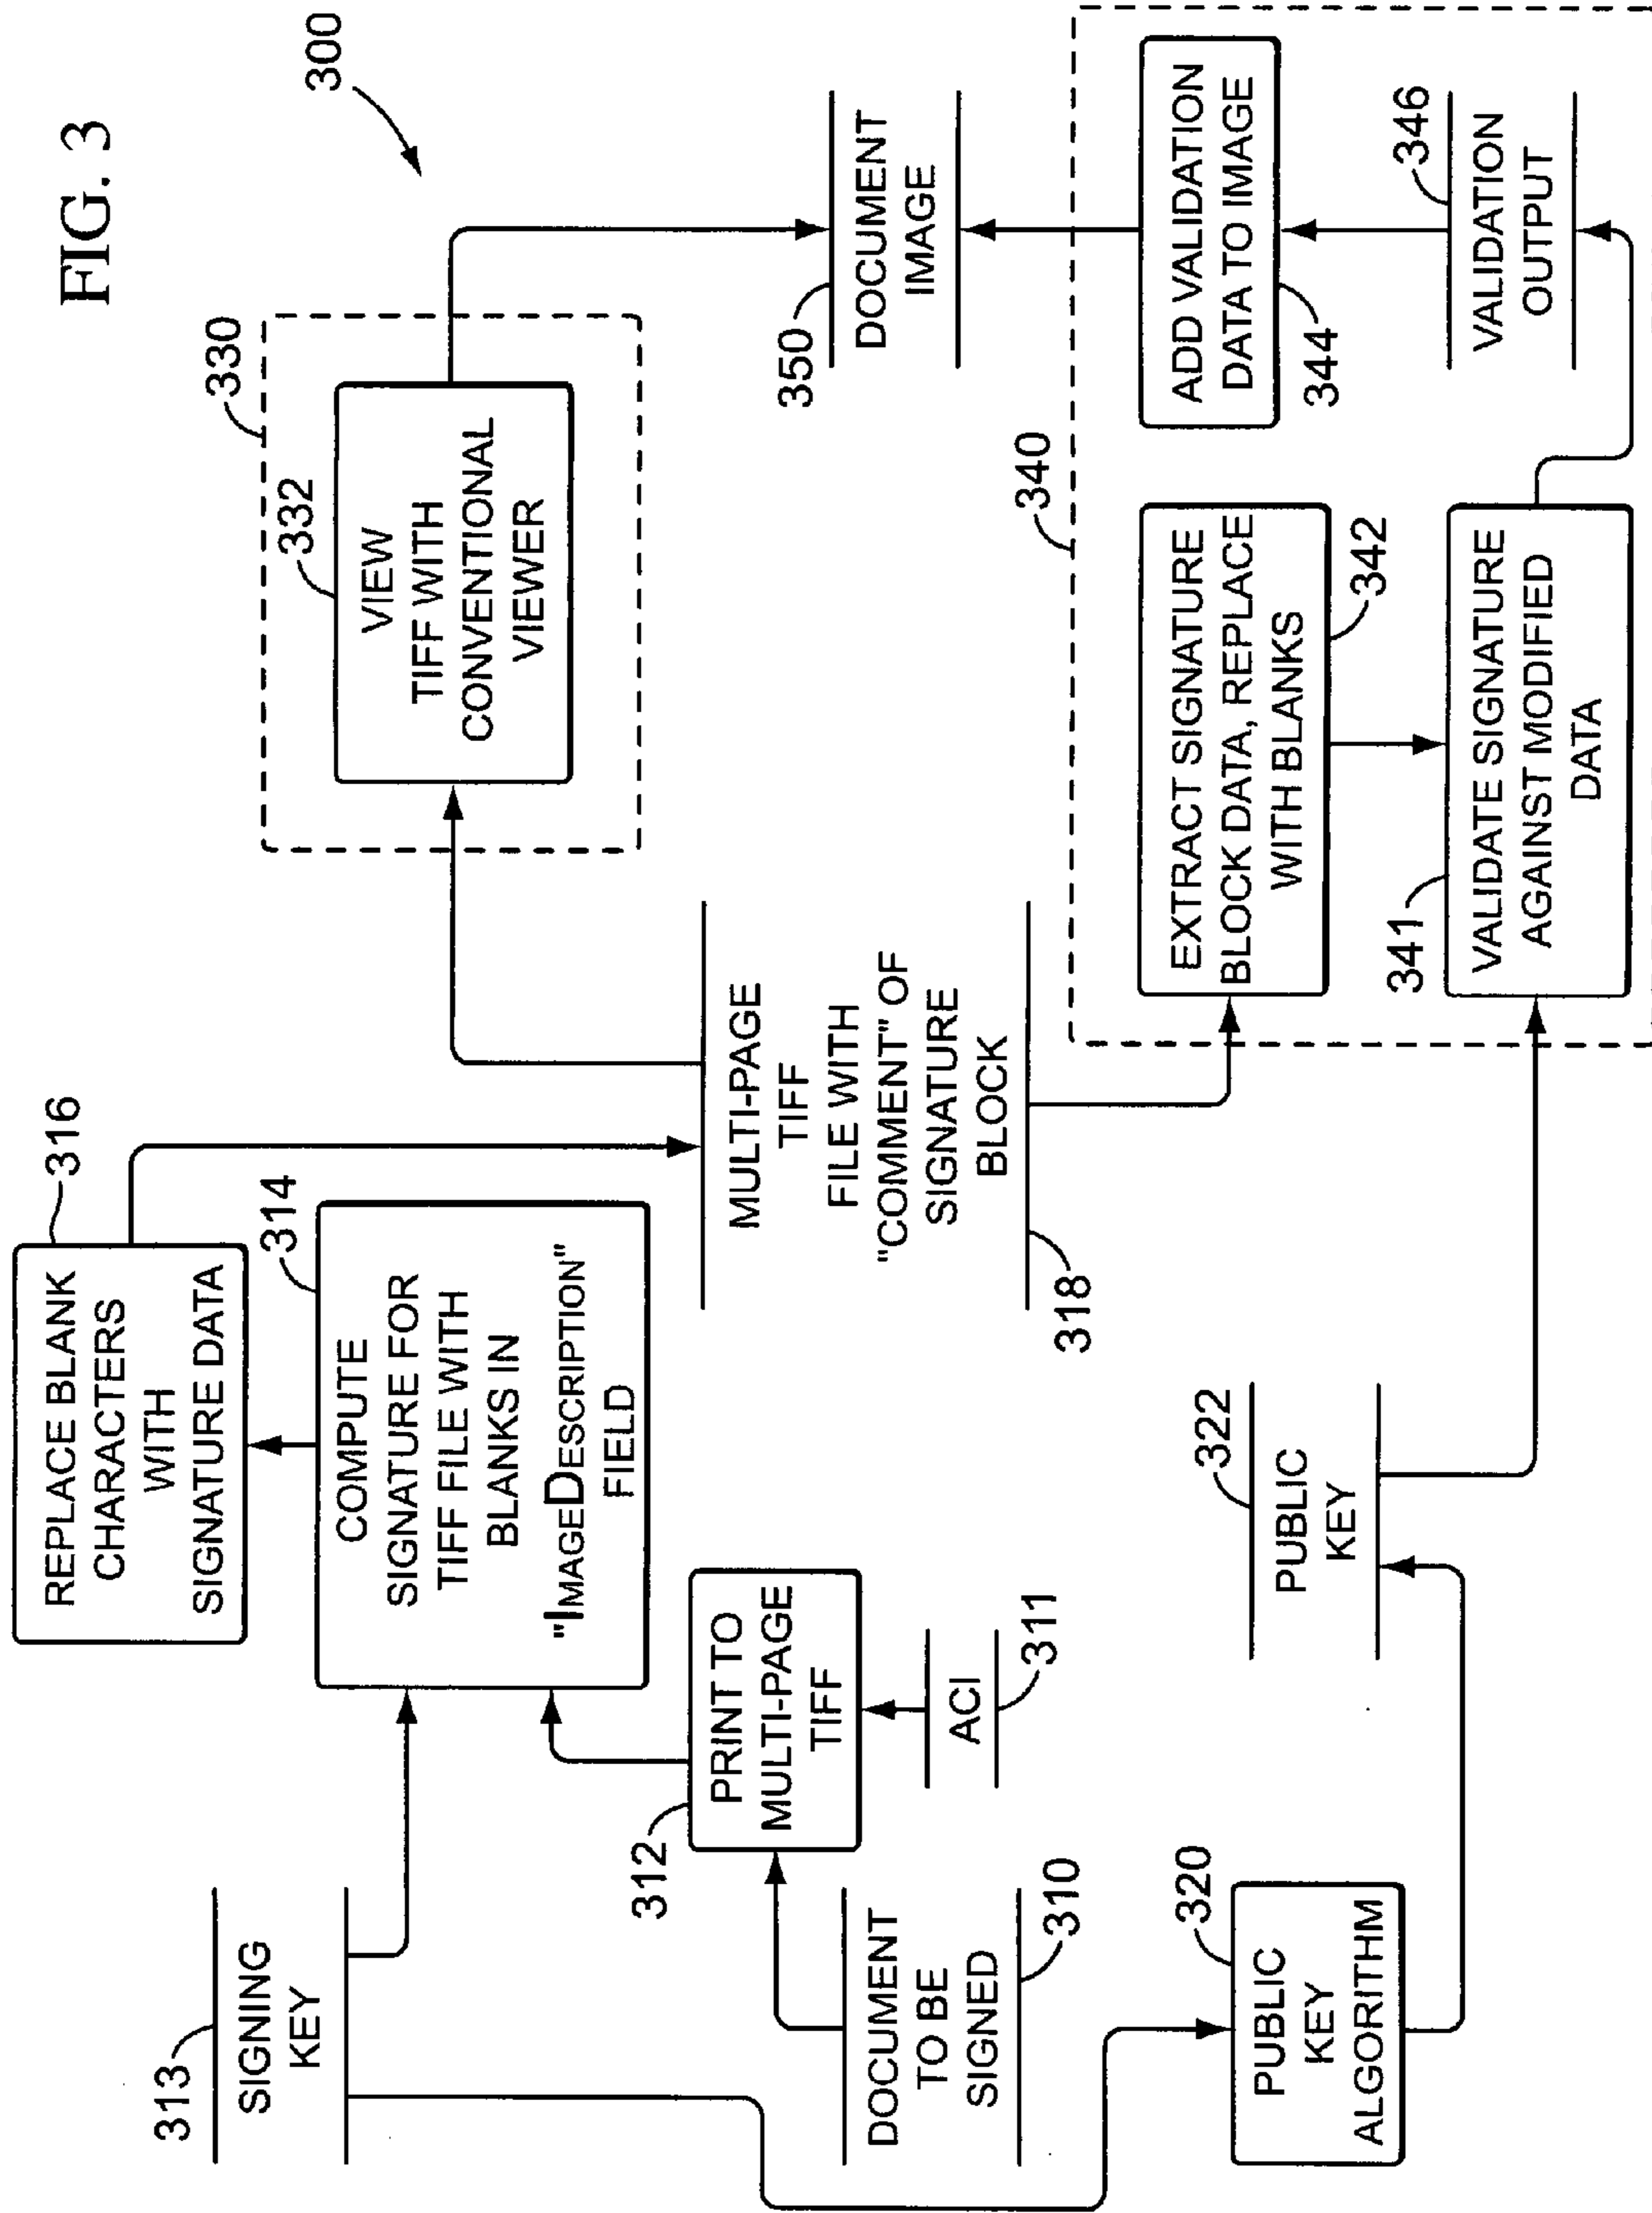 FIG. 3
300
313
SIGNING
KEY
REPLACE BLANK
CHARACTERS
WITH
SIGNATURE DATA
316
COMPUTE
SIGNATURE FOR
TIFF FILE WITH
BLANKS IN
"IMAGEDESCRIPTION"
FIELD
314
330
332
VIEW
TIFF WITH
CONVENTIONAL
VIEWER
312
PRINT TO
MULTI-PAGE
TIFF
ACI
311
DOCUMENT
TO BE
SIGNED
310
MULTI-PAGE
TIFF
FILE WITH
"COMMENT" OF
SIGNATURE
BLOCK
318
350
DOCUMENT
IMAGE
320
PUBLIC
KEY
ALGORITHM
322
PUBLIC
KEY
340
EXTRACT SIGNATURE
BLOCK DATA, REPLACE
WITH BLANKS
342
341
VALIDATE SIGNATURE
AGAINST MODIFIED
DATA
ADD VALIDATION
DATA TO IMAGE
344
346
VALIDATION
OUTPUT